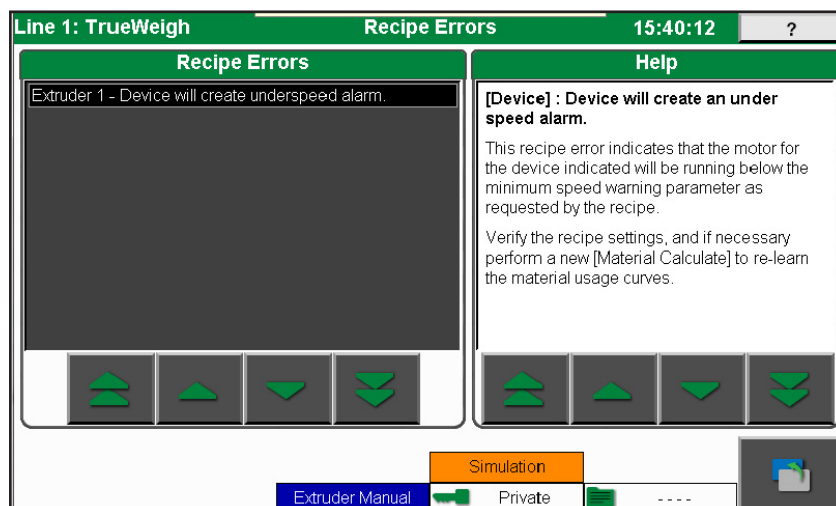 Line 1: TrueWeigh
Recipe Errors
15:40:12
?
Recipe Errors
Extruder 1 - Device will create underspeed alarm.
Help
[Device] : Device will create an under
speed alarm.
This recipe error indicates that the motor for
the device indicated will be running below the
minimum speed warning parameter as
requested by the recipe.
Verify the recipe settings, and if necessary
perform a new [Material Calculate] to re-learn
the material usage curves.
Simulation
Extruder Manual
Private
----